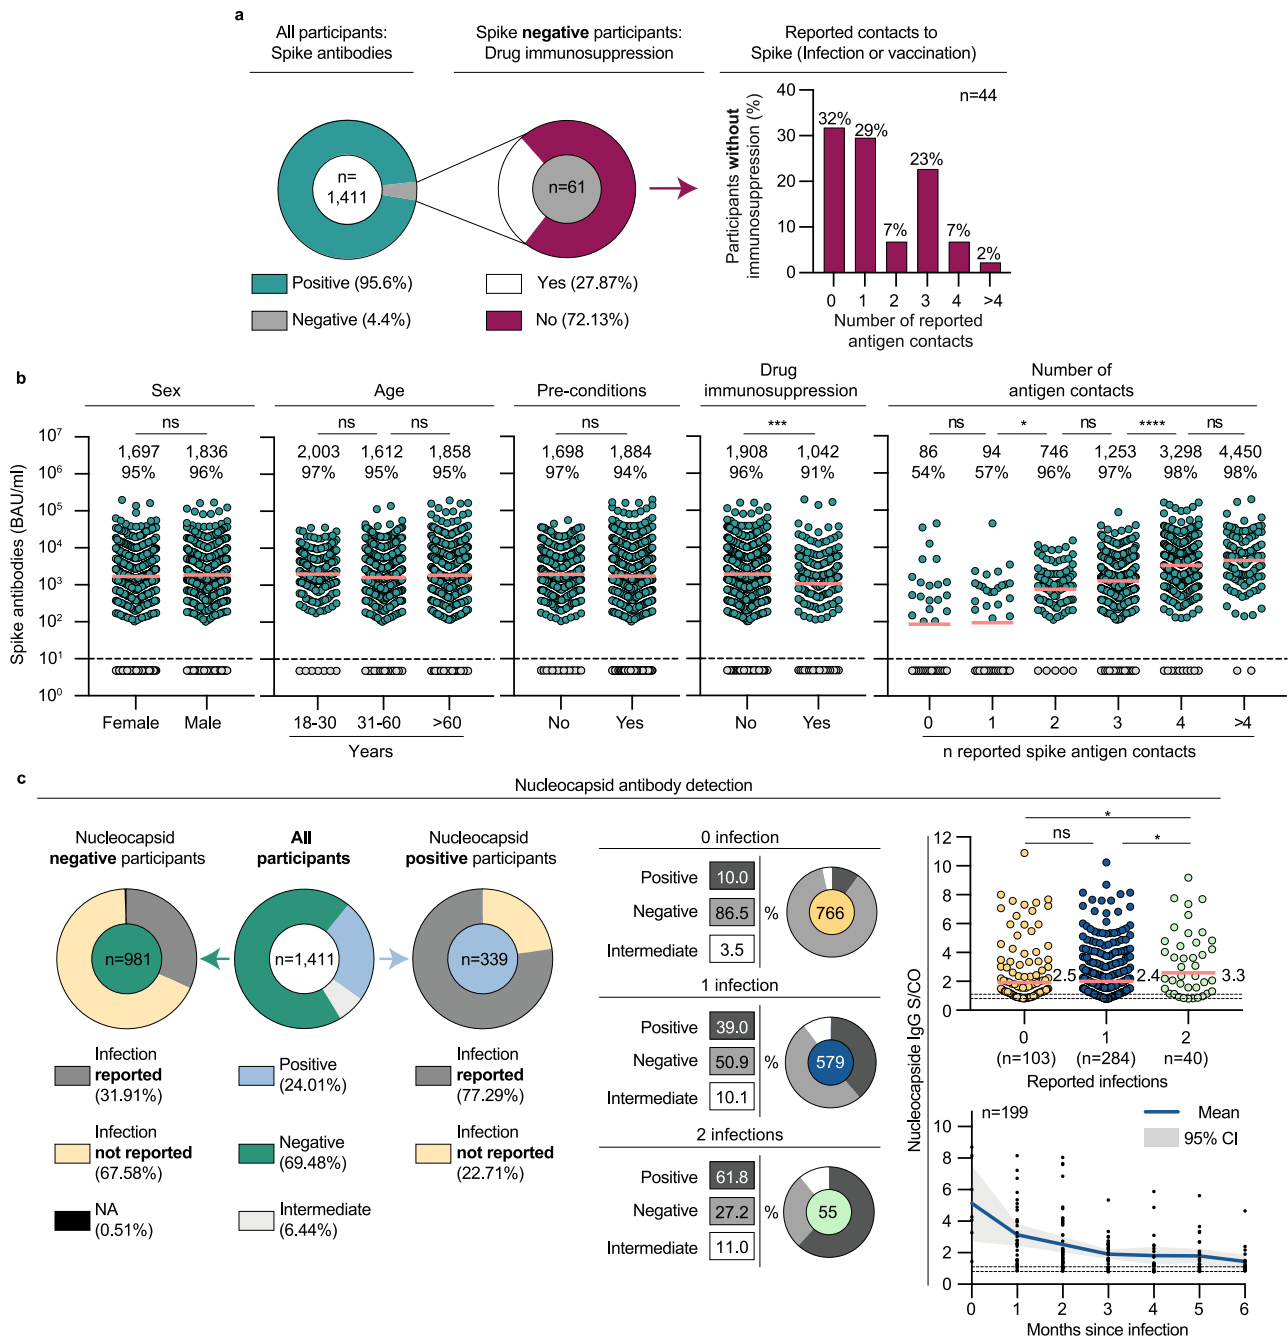 a
All participants:
Spike antibodies
Spike negative participants:
Drug immunosuppression
Reported contacts to
Spike (Infection or vaccination)
n=
1,411
n=61
Positive (95.6%)
Negative (4.4%)
Yes (27.87%)
No (72.13%)
Participants without
immunosuppression (%)
n=44
40
30
20
10
0
32%
29%
7%
23%
7%
2%
0 1 2 3 4 >4
Number of reported
antigen contacts
b
Sex
Age
Pre-conditions
Drug
immunosuppression
Number of
antigen contacts
ns
ns ns
ns
***
ns * ns **** ns
Spike antibodies (BAU/ml)
10⁷
10⁶
10⁵
10⁴
10³
10²
10¹
10⁰
1,697 1,836
95% 96%
2,003 1,612 1,858
97% 95% 95%
1,698 1,884
97% 94%
1,908 1,042
96% 91%
86 94 746 1,253 3,298 4,450
54% 57% 96% 97% 98% 98%
Female Male
18-30 31-60 >60
Years
No Yes
No Yes
0 1 2 3 4 >4
n reported spike antigen contacts
c
Nucleocapsid antibody detection
Nucleocapsid
negative participants
All
participants
Nucleocapsid
positive participants
n=981
n=1,411
n=339
Infection
reported
(31.91%)
Infection
not reported
(67.58%)
NA
(0.51%)
Positive
(24.01%)
Negative
(69.48%)
Intermediate
(6.44%)
Infection
reported
(77.29%)
Infection
not reported
(22.71%)
0 infection
Positive 10.0
Negative 86.5 %
Intermediate 3.5
766
1 infection
Positive 39.0
Negative 50.9 %
Intermediate 10.1
579
2 infections
Positive 61.8
Negative 27.2 %
Intermediate 11.0
55
Nucleocapside IgG S/CO
*
ns *
12
10
8
6
4
2
0
2.5
2.4
3.3
0 1 2
(n=103) (n=284) n=40)
Reported infections
n=199
Mean
95% CI
10
8
6
4
2
0
0 1 2 3 4 5 6
Months since infection